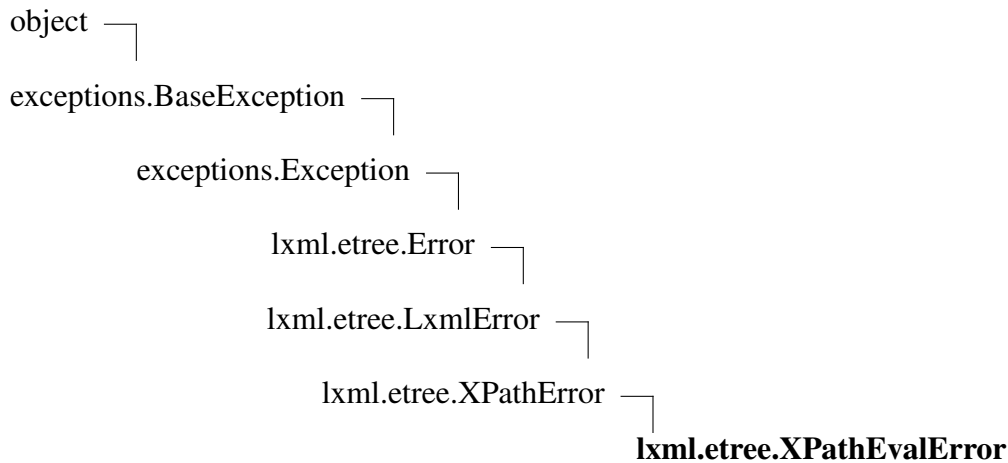 object
exceptions.BaseException
exceptions.Exception
lxml.etree.Error
lxml.etree.LxmlError
lxml.etree.XPathError
lxml.etree.XPathEvalError